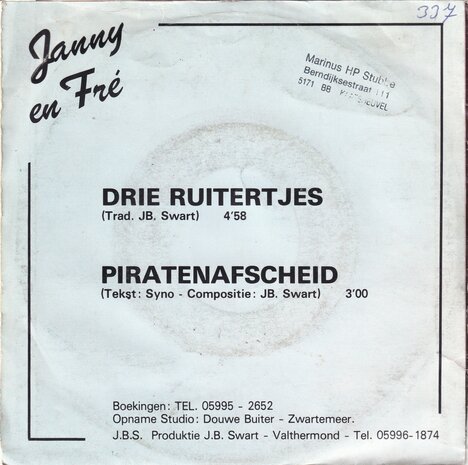 Janny
en Fré
337
Marinus HP Stubbe
Berndijksestraat 111
5171 BB KAATSHEUVEL
DRIE RUITERTJES
(Trad. JB. Swart) 4'58
PIRATENAFSCHEID
(Tekst: Syno - Compositie: JB. Swart) 3'00
Boekingen: TEL. 05995 - 2652
Opname Studio: Douwe Buiter - Zwartemeer.
J.B.S. Produktie J.B. Swart - Valthermond - Tel. 05996-1874